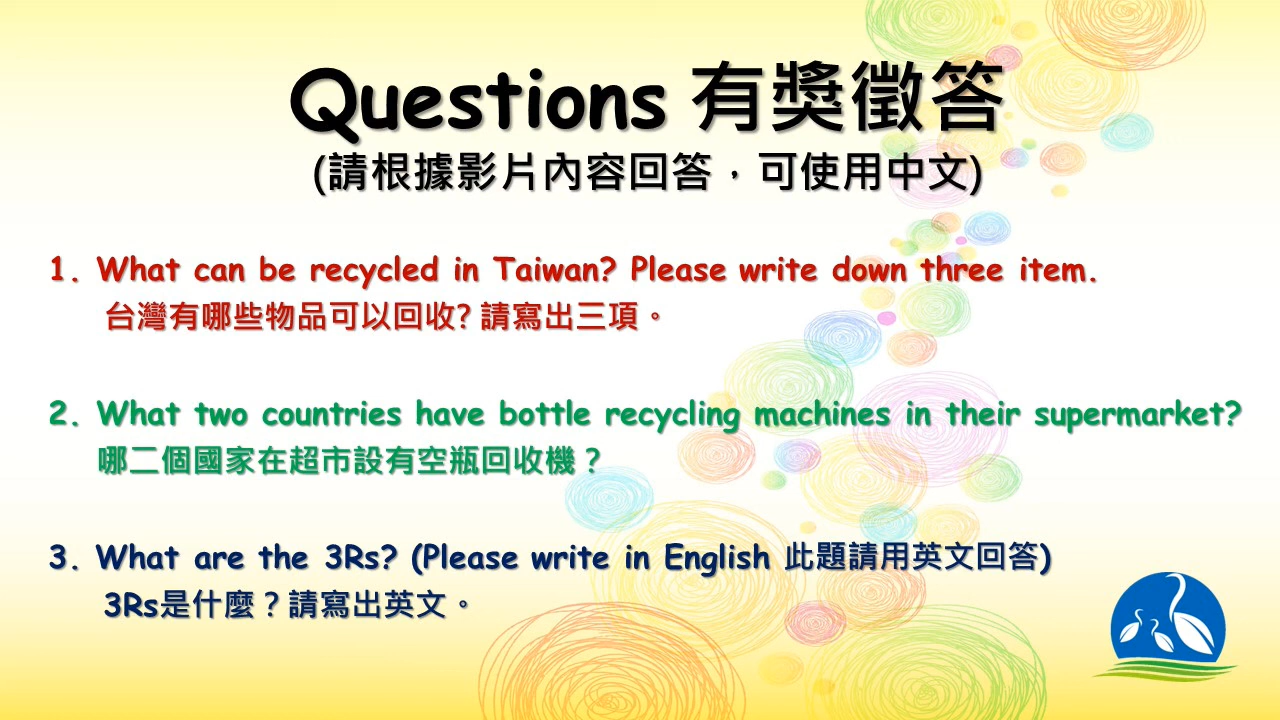 Questions 有獎徵答
(請根據影片內容回答，可使用中文)
1. What can be recycled in Taiwan? Please write down three item.
台灣有哪些物品可以回收? 請寫出三項。
2. What two countries have bottle recycling machines in their supermarket?
哪二個國家在超市設有空瓶回收機？
3. What are the 3Rs? (Please write in English 此題請用英文回答)
3Rs是什麼？請寫出英文。